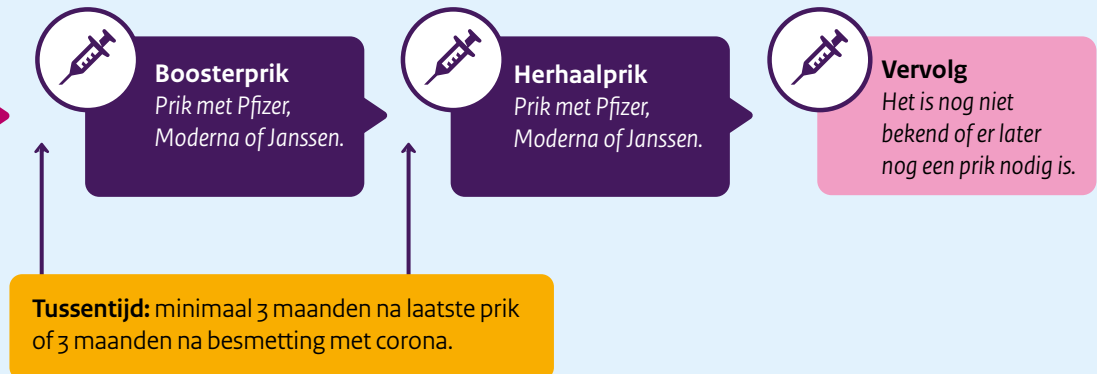 Boosterprik
Prik met Pfizer,
Moderna of Janssen.
Herhaalprik
Prik met Pfizer,
Moderna of Janssen.
Vervolg
Het is nog niet
bekend of er later
nog een prik nodig is.
Tussentijd: minimaal 3 maanden na laatste prik
of 3 maanden na besmetting met corona.